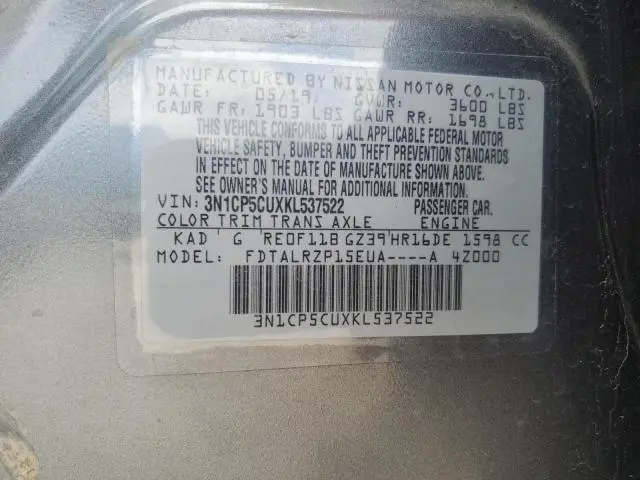 MANUFACTURED BY NISSAN MOTOR CO.,LTD.
DATE: 05/19 GVWR: 3600 LBS
GAWR FR: 1903 LBS GAWR RR: 1698 LBS
THIS VEHICLE CONFORMS TO ALL APPLICABLE FEDERAL MOTOR
VEHICLE SAFETY, BUMPER AND THEFT PREVENTION STANDARDS
IN EFFECT ON THE DATE OF MANUFACTURE SHOWN ABOVE.
SEE OWNER'S MANUAL FOR ADDITIONAL INFORMATION.
VIN: 3N1CP5CUXKL537522 PASSENGER CAR.
COLOR TRIM TRANS AXLE ENGINE
KAD G RE0F11B GZ39 HR16DE 1598 CC
MODEL: FDTALRZP15EUA----A 4Z000
3N1CP5CUXKL537522